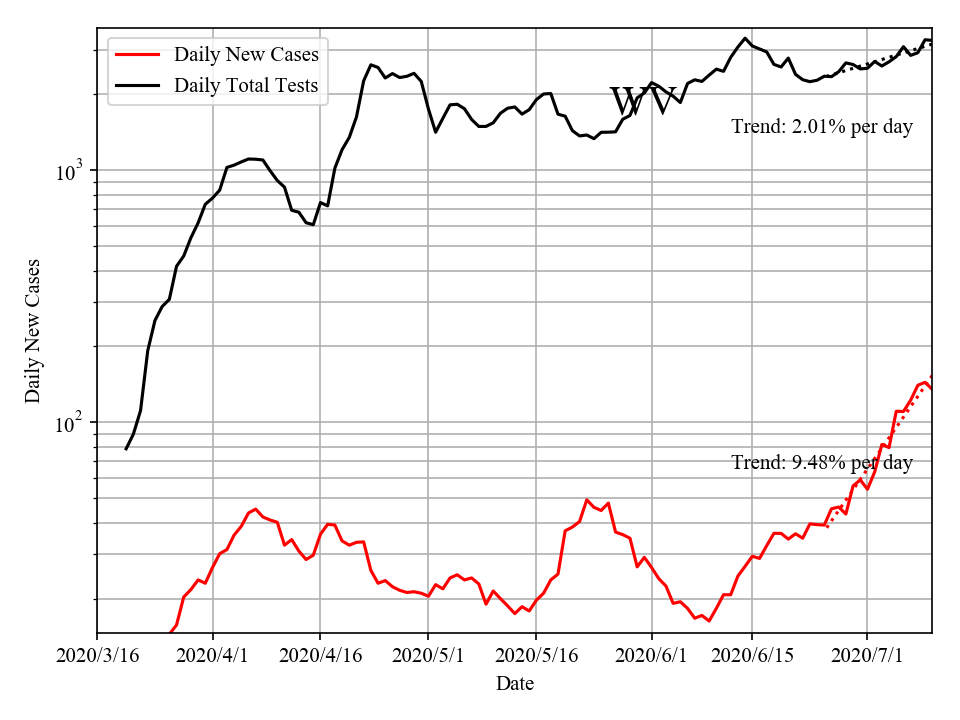 Daily New Cases
Daily Total Tests
WV
Trend: 2.01% per day
Trend: 9.48% per day
10³
10²
Daily New Cases
2020/3/16 2020/4/1 2020/4/16 2020/5/1 2020/5/16 2020/6/1 2020/6/15 2020/7/1
Date